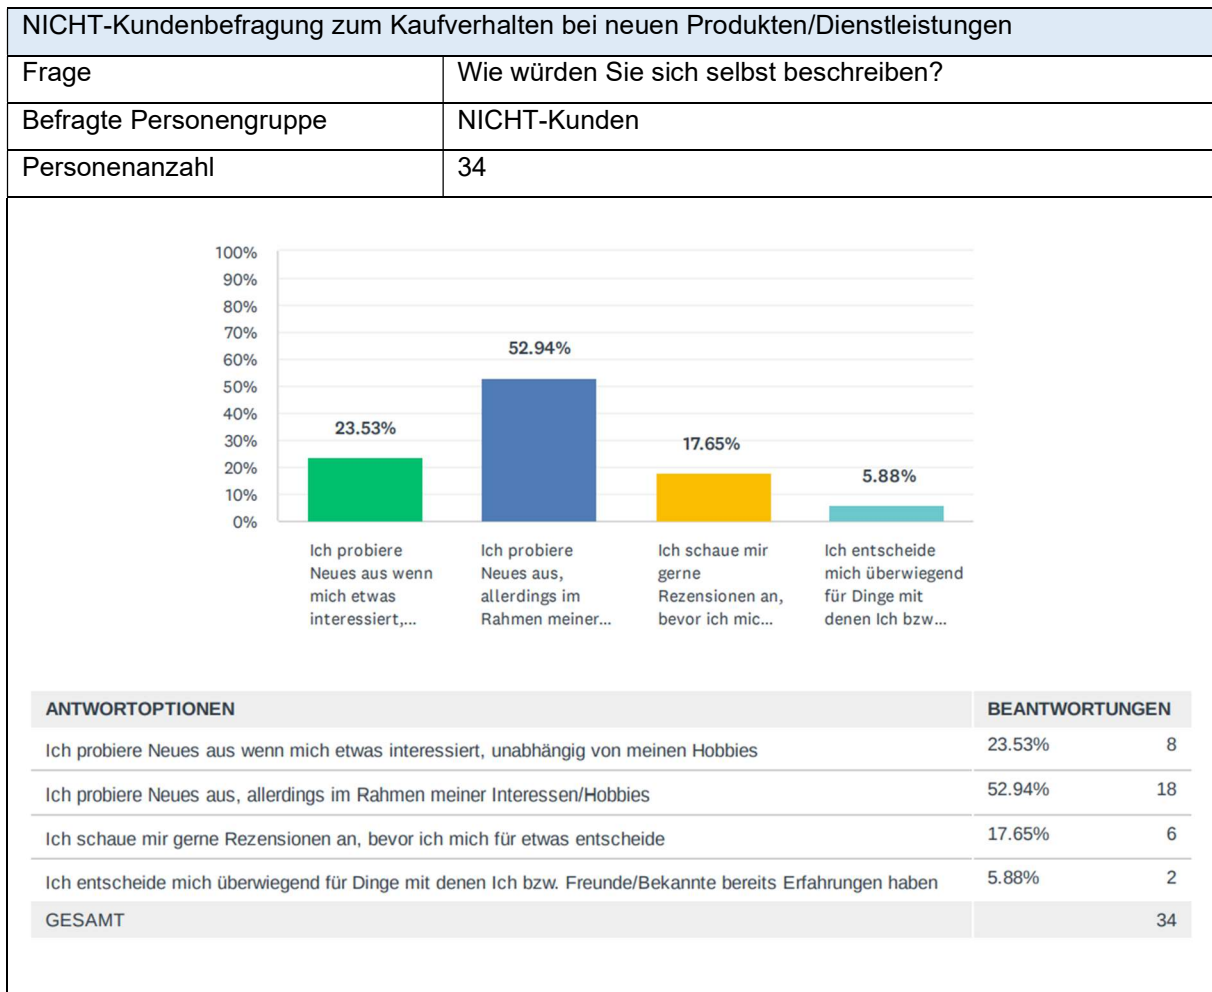 NICHT-Kundenbefragung zum Kaufverhalten bei neuen Produkten/Dienstleistungen
Frage Wie würden Sie sich selbst beschreiben?
Befragte Personengruppe NICHT-Kunden
Personenanzahl 34
100%
90%
80%
70%
60%
50%
40%
30%
20%
10%
0%
23.53%
52.94%
17.65%
5.88%
Ich probiere
Neues aus wenn
mich etwas
interessiert,...
Ich probiere
Neues aus,
allerdings im
Rahmen meiner...
Ich schaue mir
gerne
Rezensionen an,
bevor ich mic...
Ich entscheide
mich überwiegend
für Dinge mit
denen Ich bzw...
ANTWORTOPTIONEN BEANTWORTUNGEN
Ich probiere Neues aus wenn mich etwas interessiert, unabhängig von meinen Hobbies 23.53% 8
Ich probiere Neues aus, allerdings im Rahmen meiner Interessen/Hobbies 52.94% 18
Ich schaue mir gerne Rezensionen an, bevor ich mich für etwas entscheide 17.65% 6
Ich entscheide mich überwiegend für Dinge mit denen Ich bzw. Freunde/Bekannte bereits Erfahrungen haben 5.88% 2
GESAMT 34